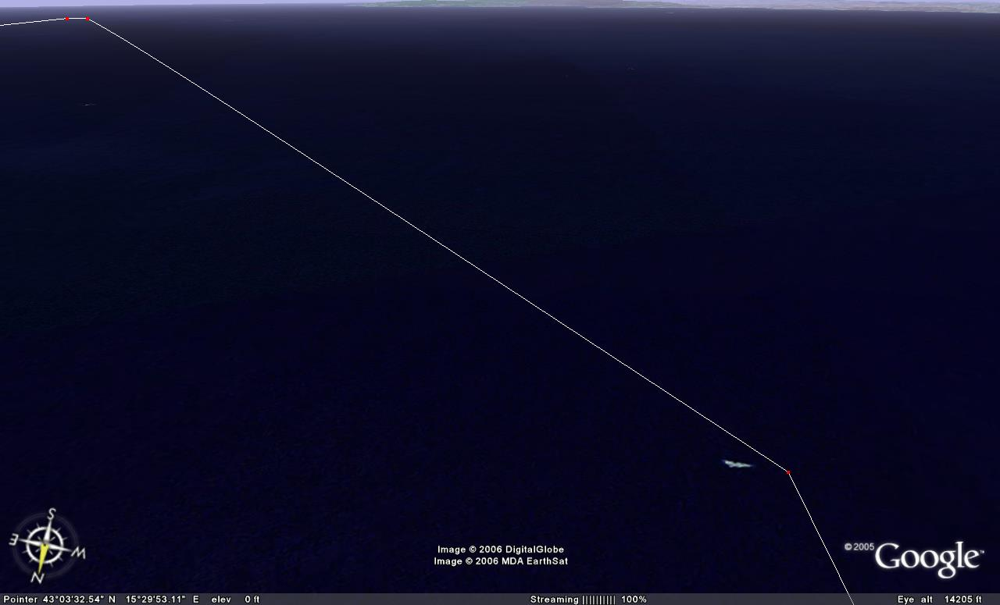 S
E
W
N
Image © 2006 DigitalGlobe
Image © 2006 MDA EarthSat
© 2005 Google™
Pointer 43°03'32.54" N 15°29'53.11" E elev 0 ft Streaming |||||||||| 100% Eye alt 14205 ft